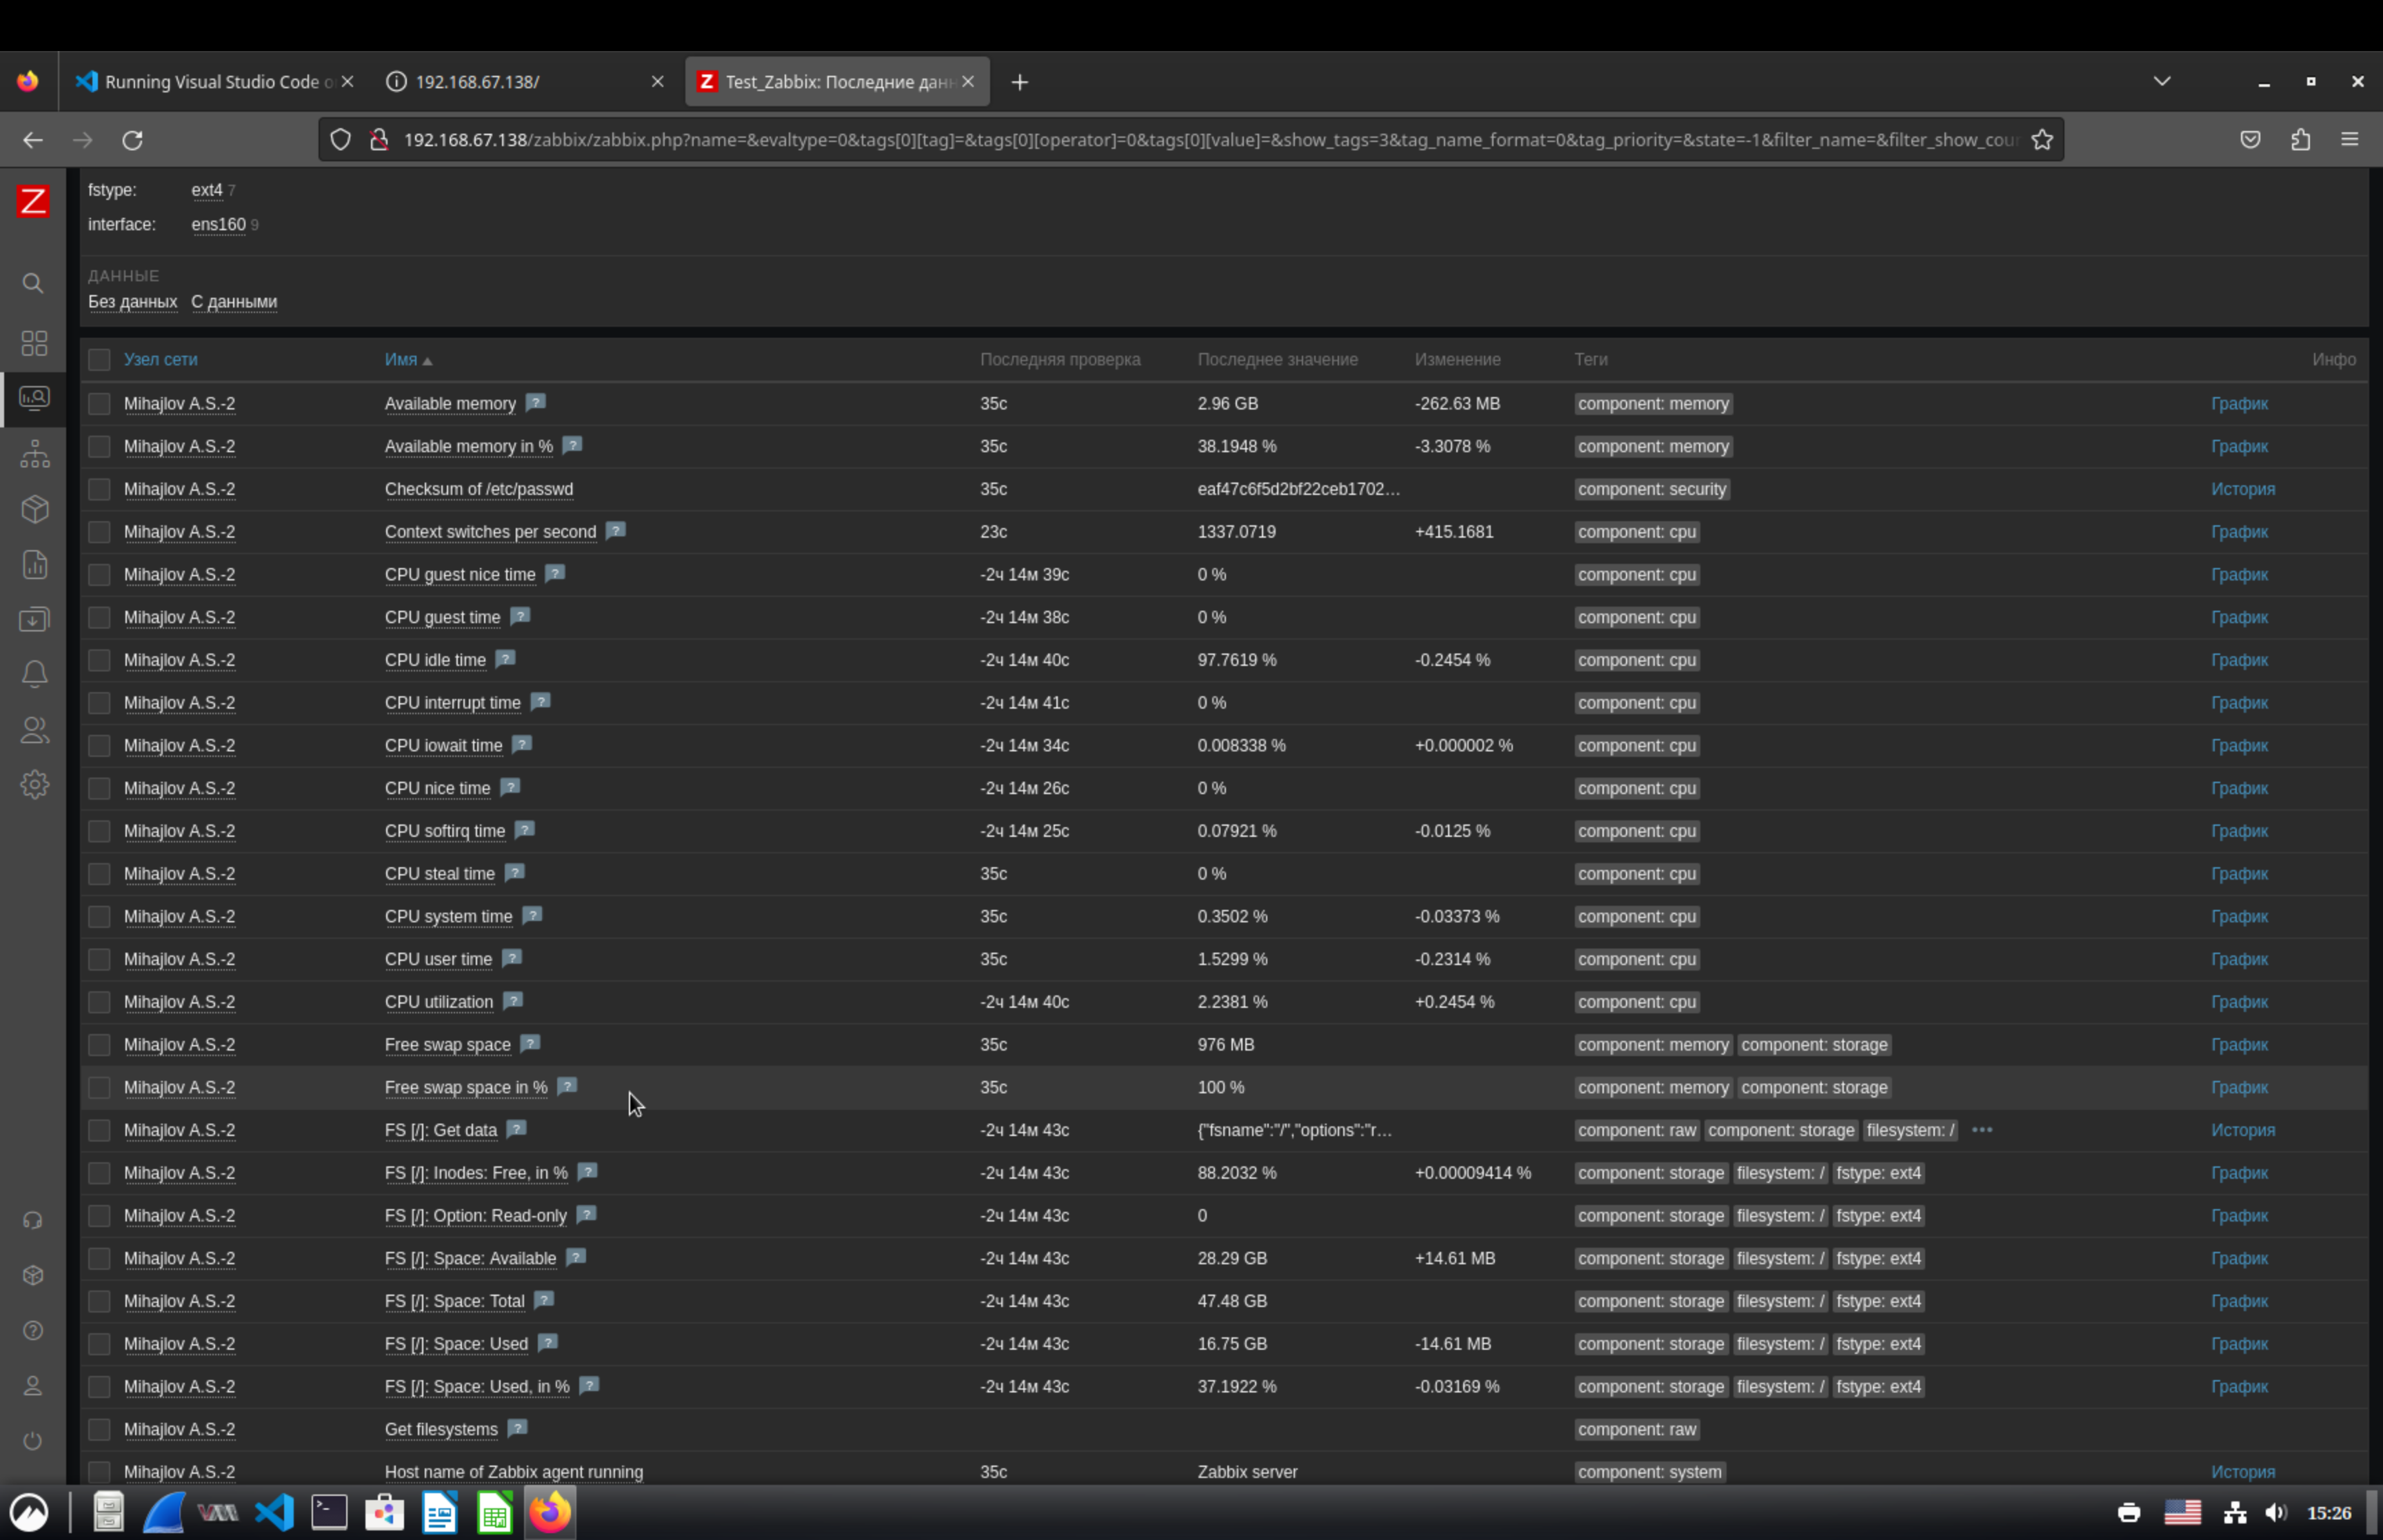 Running Visual Studio Code o
192.168.67.138/
Test_Zabbix: Последние дан
192.168.67.138/zabbix/zabbix.php?name=&evaltype=0&tags[0][tag]=&tags[0][operator]=0&tags[0][value]=&show_tags=3&tag_name_format=0&tag_priority=&state=-1&filter_name=&filter_show_cou
Z
fstype: ext4 7
interface: ens160 9
ДАННЫЕ
Без данных С данными
Узел сети Имя Последняя проверка Последнее значение Изменение Теги Инфо
Mihajlov A.S.-2 Available memory ? 35с 2.96 GB -262.63 MB component: memory График
Mihajlov A.S.-2 Available memory in % ? 35с 38.1948 % -3.3078 % component: memory График
Mihajlov A.S.-2 Checksum of /etc/passwd 35с eaf47c6f5d2bf22ceb1702... component: security История
Mihajlov A.S.-2 Context switches per second ? 23с 1337.0719 +415.1681 component: cpu График
Mihajlov A.S.-2 CPU guest nice time ? -2ч 14м 39с 0 % component: cpu График
Mihajlov A.S.-2 CPU guest time ? -2ч 14м 38с 0 % component: cpu График
Mihajlov A.S.-2 CPU idle time ? -2ч 14м 40с 97.7619 % -0.2454 % component: cpu График
Mihajlov A.S.-2 CPU interrupt time ? -2ч 14м 41с 0 % component: cpu График
Mihajlov A.S.-2 CPU iowait time ? -2ч 14м 34с 0.008338 % +0.000002 % component: cpu График
Mihajlov A.S.-2 CPU nice time ? -2ч 14м 26с 0 % component: cpu График
Mihajlov A.S.-2 CPU softirq time ? -2ч 14м 25с 0.07921 % -0.0125 % component: cpu График
Mihajlov A.S.-2 CPU steal time ? 35с 0 % component: cpu График
Mihajlov A.S.-2 CPU system time ? 35с 0.3502 % -0.03373 % component: cpu График
Mihajlov A.S.-2 CPU user time ? 35с 1.5299 % -0.2314 % component: cpu График
Mihajlov A.S.-2 CPU utilization ? -2ч 14м 40с 2.2381 % +0.2454 % component: cpu График
Mihajlov A.S.-2 Free swap space ? 35с 976 MB component: memory component: storage График
Mihajlov A.S.-2 Free swap space in % ? 35с 100 % component: memory component: storage График
Mihajlov A.S.-2 FS [/]: Get data ? -2ч 14м 43с {"fsname":"/","options":"r... component: raw component: storage filesystem: / ••• История
Mihajlov A.S.-2 FS [/]: Inodes: Free, in % ? -2ч 14м 43с 88.2032 % +0.00009414 % component: storage filesystem: / fstype: ext4 График
Mihajlov A.S.-2 FS [/]: Option: Read-only ? -2ч 14м 43с 0 component: storage filesystem: / fstype: ext4 График
Mihajlov A.S.-2 FS [/]: Space: Available ? -2ч 14м 43с 28.29 GB +14.61 MB component: storage filesystem: / fstype: ext4 График
Mihajlov A.S.-2 FS [/]: Space: Total ? -2ч 14м 43с 47.48 GB component: storage filesystem: / fstype: ext4 График
Mihajlov A.S.-2 FS [/]: Space: Used ? -2ч 14м 43с 16.75 GB -14.61 MB component: storage filesystem: / fstype: ext4 График
Mihajlov A.S.-2 FS [/]: Space: Used, in % ? -2ч 14м 43с 37.1922 % -0.03169 % component: storage filesystem: / fstype: ext4 График
Mihajlov A.S.-2 Get filesystems ? component: raw
Mihajlov A.S.-2 Host name of Zabbix agent running 35с Zabbix server component: system История
15:26